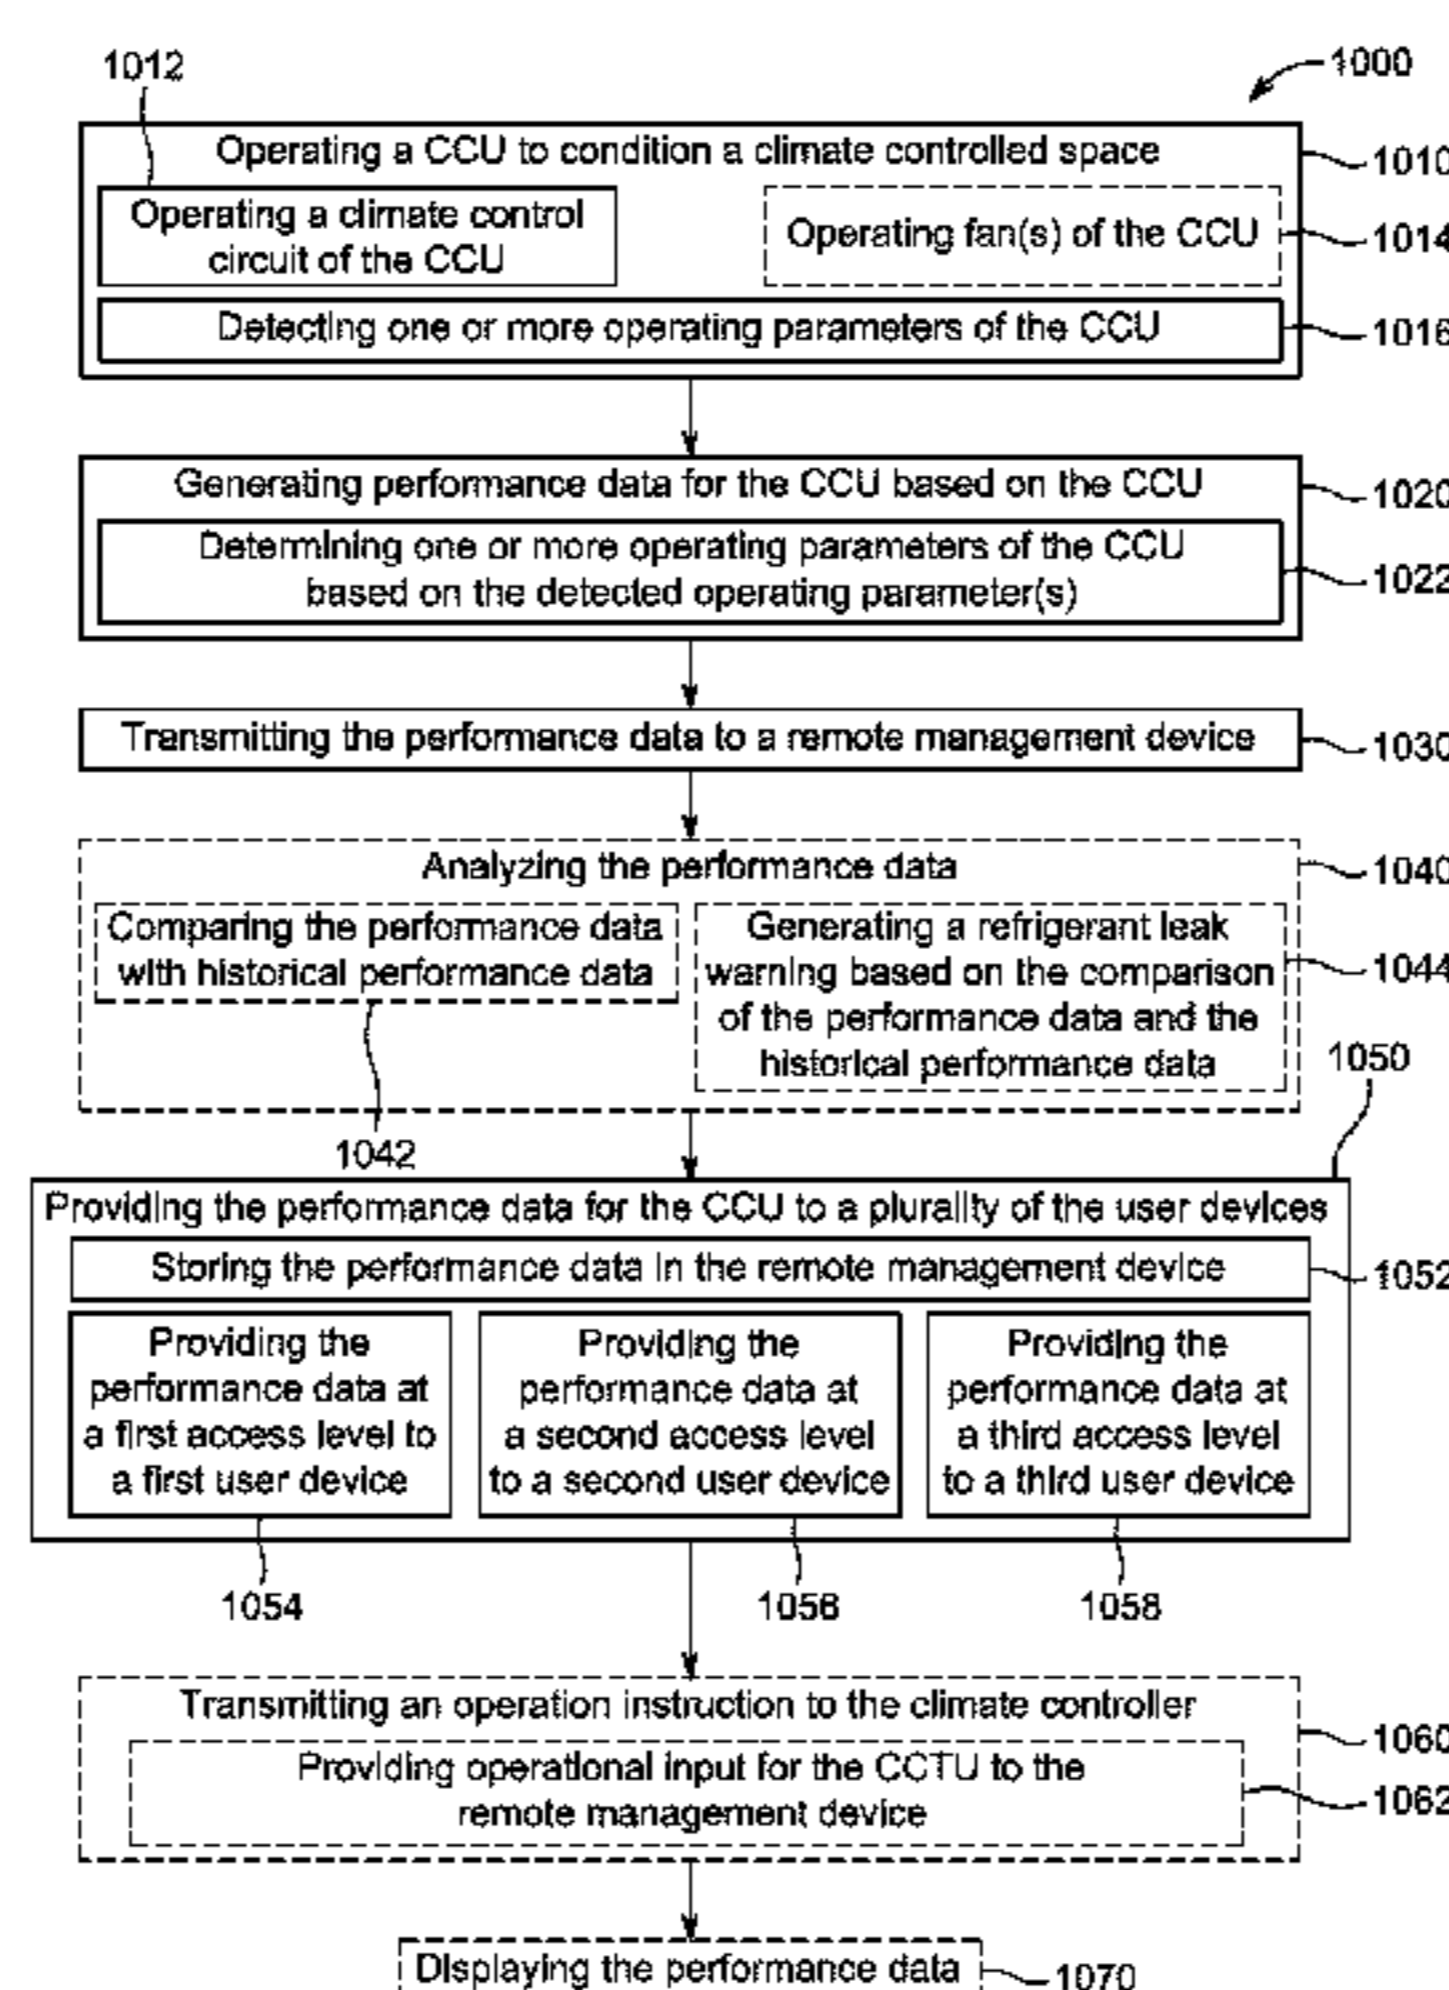 1012
1000
Operating a CCU to condition a climate controlled space
1010
Operating a climate control
circuit of the CCU
Operating fan(s) of the CCU
1014
Detecting one or more operating parameters of the CCU
1016
Generating performance data for the CCU based on the CCU
1020
Determining one or more operating parameters of the CCU
based on the detected operating parameter(s)
1022
Transmitting the performance data to a remote management device
1030
Analyzing the performance data
1040
Comparing the performance data
with historical performance data
Generating a refrigerant leak
warning based on the comparison
of the performance data and the
historical performance data
1044
1042
1050
Providing the performance data for the CCU to a plurality of the user devices
Storing the performance data in the remote management device
1052
Providing the
performance data at
a first access level to
a first user device
Providing the
performance data at
a second access level
to a second user device
Providing the
performance data at
a third access level
to a third user device
1054
1056
1058
Transmitting an operation instruction to the climate controller
1060
Providing operational input for the CCTU to the
remote management device
1062
Displaying the performance data
1070